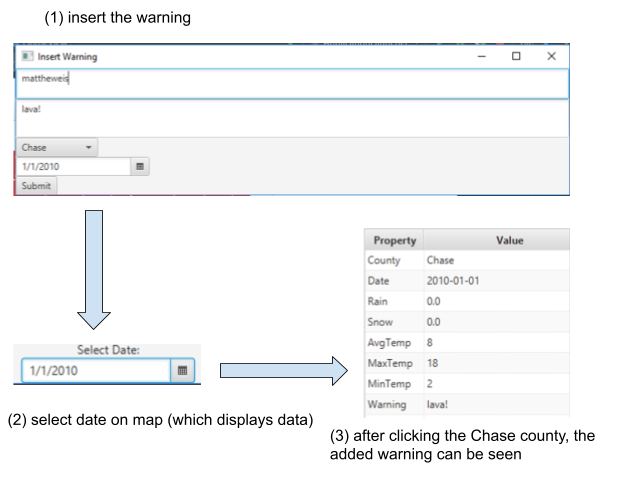 (1) insert the warning
Insert Warning
mattheweis
lava!
Chase
1/1/2010
Submit
Select Date:
1/1/2010
(2) select date on map (which displays data)
Property Value
County Chase
Date 2010-01-01
Rain 0.0
Snow 0.0
AvgTemp 8
MaxTemp 18
MinTemp 2
Warning lava!
(3) after clicking the Chase county, the
added warning can be seen